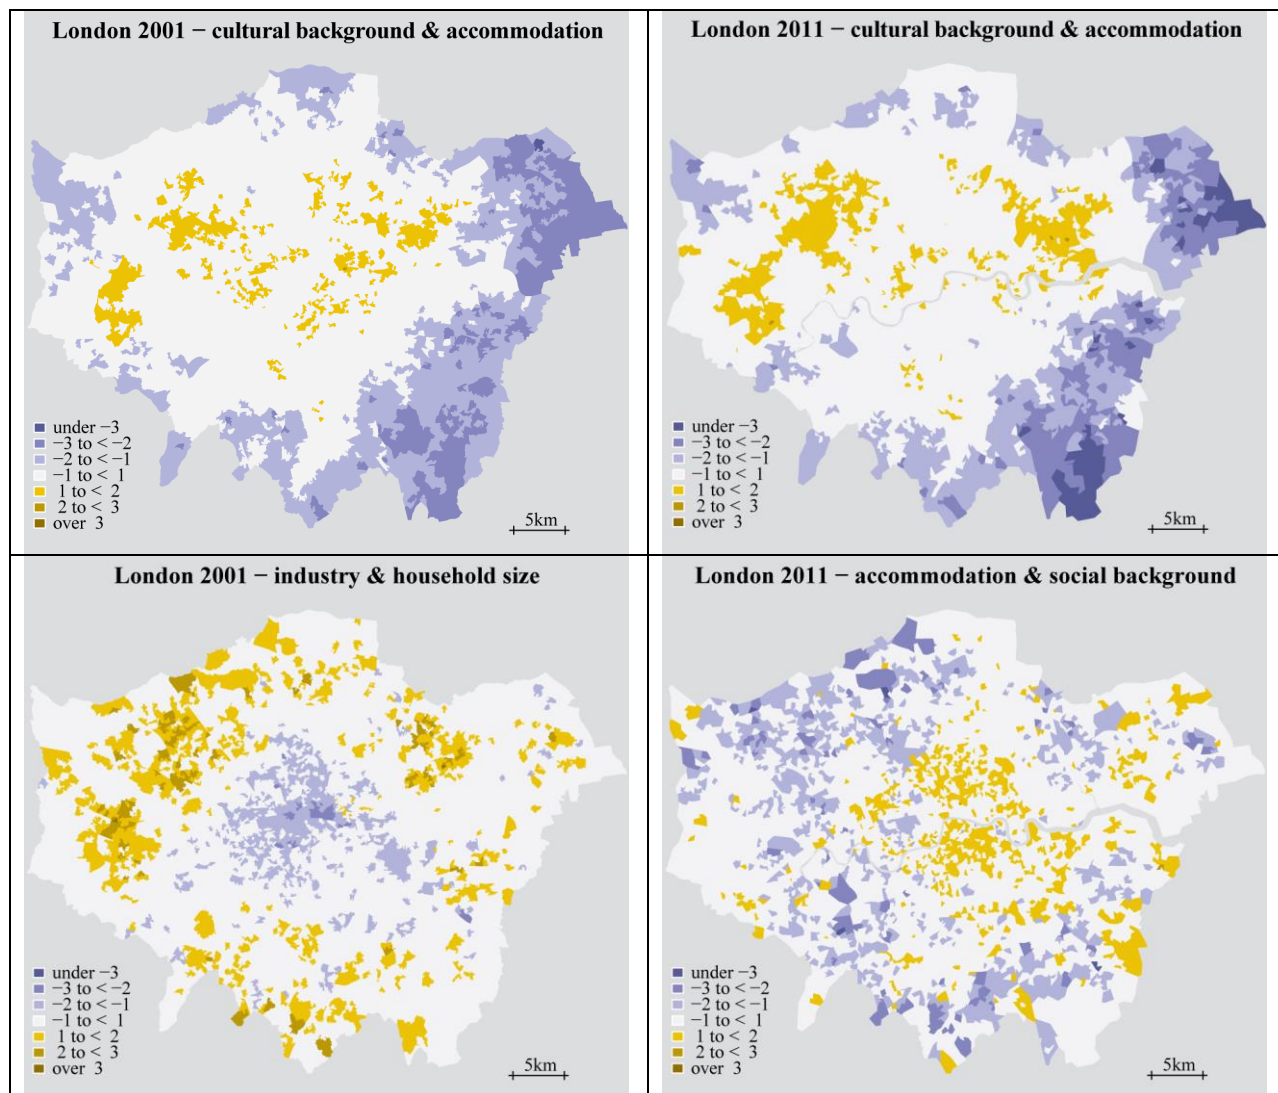 London 2001 − cultural background & accommodation
under −3
−3 to < −2
−2 to < −1
−1 to < 1
1 to < 2
2 to < 3
over 3
5km
London 2011 − cultural background & accommodation
under −3
−3 to < −2
−2 to < −1
−1 to < 1
1 to < 2
2 to < 3
over 3
5km
London 2001 − industry & household size
under −3
−3 to < −2
−2 to < −1
−1 to < 1
1 to < 2
2 to < 3
over 3
5km
London 2011 − accommodation & social background
under −3
−3 to < −2
−2 to < −1
−1 to < 1
1 to < 2
2 to < 3
over 3
5km